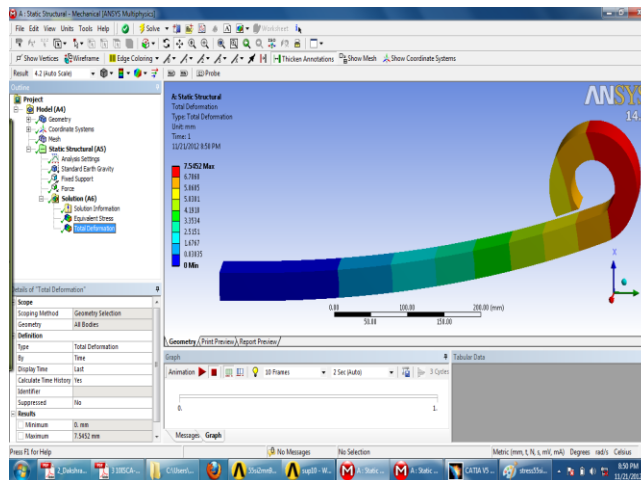 A : Static Structural - Mechanical [ANSYS Multiphysics]
File Edit View Units Tools Help Solve Worksheet
Show Vertices Wireframe Edge Coloring Thicken Annotations Show Mesh Show Coordinate Systems
Result 4.2 (Auto Scale) Probe
Outline
Project
Model (A4)
Geometry
Coordinate Systems
Mesh
Static Structural (A5)
Analysis Settings
Standard Earth Gravity
Fixed Support
Force
Solution (A6)
Solution Information
Equivalent Stress
Total Deformation
Details of "Total Deformation"
Scope
Scoping Method Geometry Selection
Geometry All Bodies
Definition
Type Total Deformation
By Time
Display Time Last
Calculate Time History Yes
Identifier
Suppressed No
Results
Minimum 0. mm
Maximum 7.5452 mm
A: Static Structural
Total Deformation
Type: Total Deformation
Unit: mm
Time: 1
11/21/2012 8:50 PM
7.5452 Max
6.7068
5.8685
5.0301
4.1918
3.3534
2.5151
1.6767
0.83835
0 Min
ANSYS
14.
X
0.00 100.00 200.00 (mm)
50.00 150.00
Geometry Print Preview Report Preview
Graph
Animation 10 Frames 2 Sec (Auto) 3 Cycles
0. 1.
Messages Graph
Tabular Data
Press F1 for Help No Messages No Selection Metric (mm, t, N, s, mV, mA) Degrees rad/s Celsius
C:\Users\... A : Static ... A : Static ... CATIA V5 ... 8:50 PM